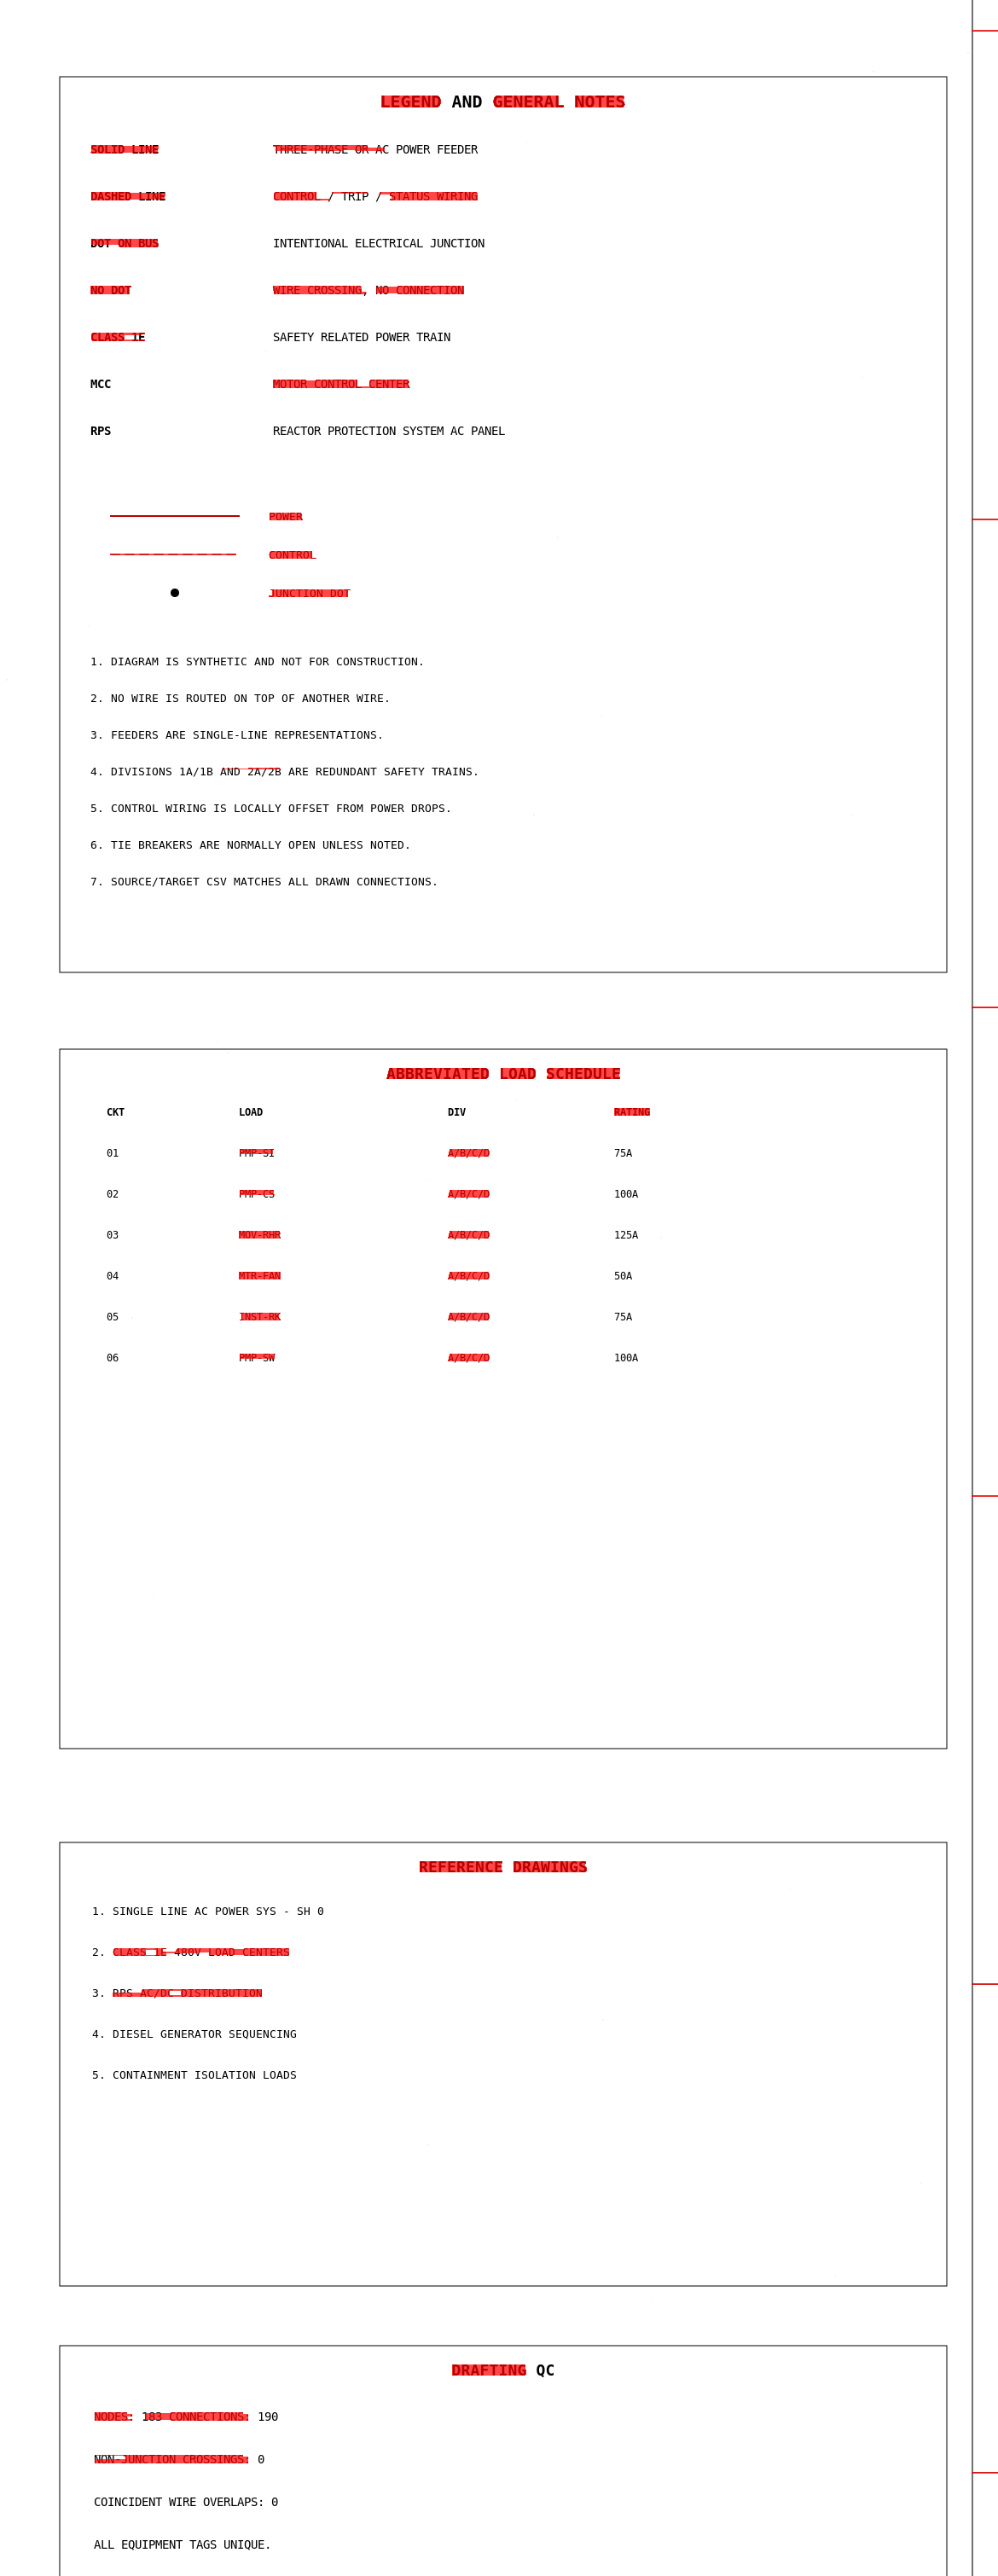 LEGEND AND GENERAL NOTES
SOLID LINE THREE-PHASE OR AC POWER FEEDER
DASHED LINE CONTROL / TRIP / STATUS WIRING
DOT ON BUS INTENTIONAL ELECTRICAL JUNCTION
NO DOT WIRE CROSSING, NO CONNECTION
CLASS 1E SAFETY RELATED POWER TRAIN
MCC MOTOR CONTROL CENTER
RPS REACTOR PROTECTION SYSTEM AC PANEL
POWER
CONTROL
JUNCTION DOT
1. DIAGRAM IS SYNTHETIC AND NOT FOR CONSTRUCTION.
2. NO WIRE IS ROUTED ON TOP OF ANOTHER WIRE.
3. FEEDERS ARE SINGLE-LINE REPRESENTATIONS.
4. DIVISIONS 1A/1B AND 2A/2B ARE REDUNDANT SAFETY TRAINS.
5. CONTROL WIRING IS LOCALLY OFFSET FROM POWER DROPS.
6. TIE BREAKERS ARE NORMALLY OPEN UNLESS NOTED.
7. SOURCE/TARGET CSV MATCHES ALL DRAWN CONNECTIONS.
ABBREVIATED LOAD SCHEDULE
CKT LOAD DIV RATING
01 PMP-SI A/B/C/D 75A
02 PMP-CS A/B/C/D 100A
03 MOV-RHR A/B/C/D 125A
04 MTR-FAN A/B/C/D 50A
05 INST-RK A/B/C/D 75A
06 PMP-SW A/B/C/D 100A
REFERENCE DRAWINGS
1. SINGLE LINE AC POWER SYS - SH 0
2. CLASS 1E 480V LOAD CENTERS
3. RPS AC/DC DISTRIBUTION
4. DIESEL GENERATOR SEQUENCING
5. CONTAINMENT ISOLATION LOADS
DRAFTING QC
NODES: 183 CONNECTIONS: 190
NON-JUNCTION CROSSINGS: 0
COINCIDENT WIRE OVERLAPS: 0
ALL EQUIPMENT TAGS UNIQUE.